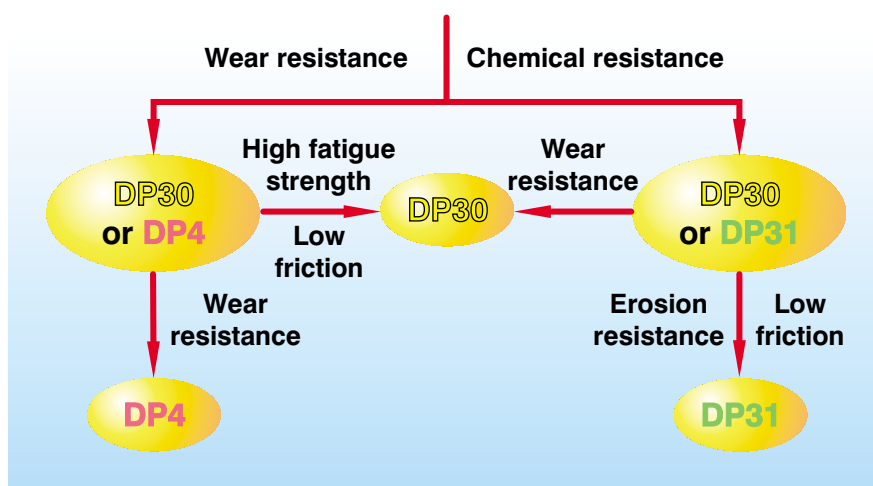 Wear resistance
Chemical resistance
High fatigue
strength
Wear
resistance
DP30
or DP4
DP30
DP30
or DP31
Low
friction
Wear
resistance
Erosion
resistance
Low
friction
DP4
DP31